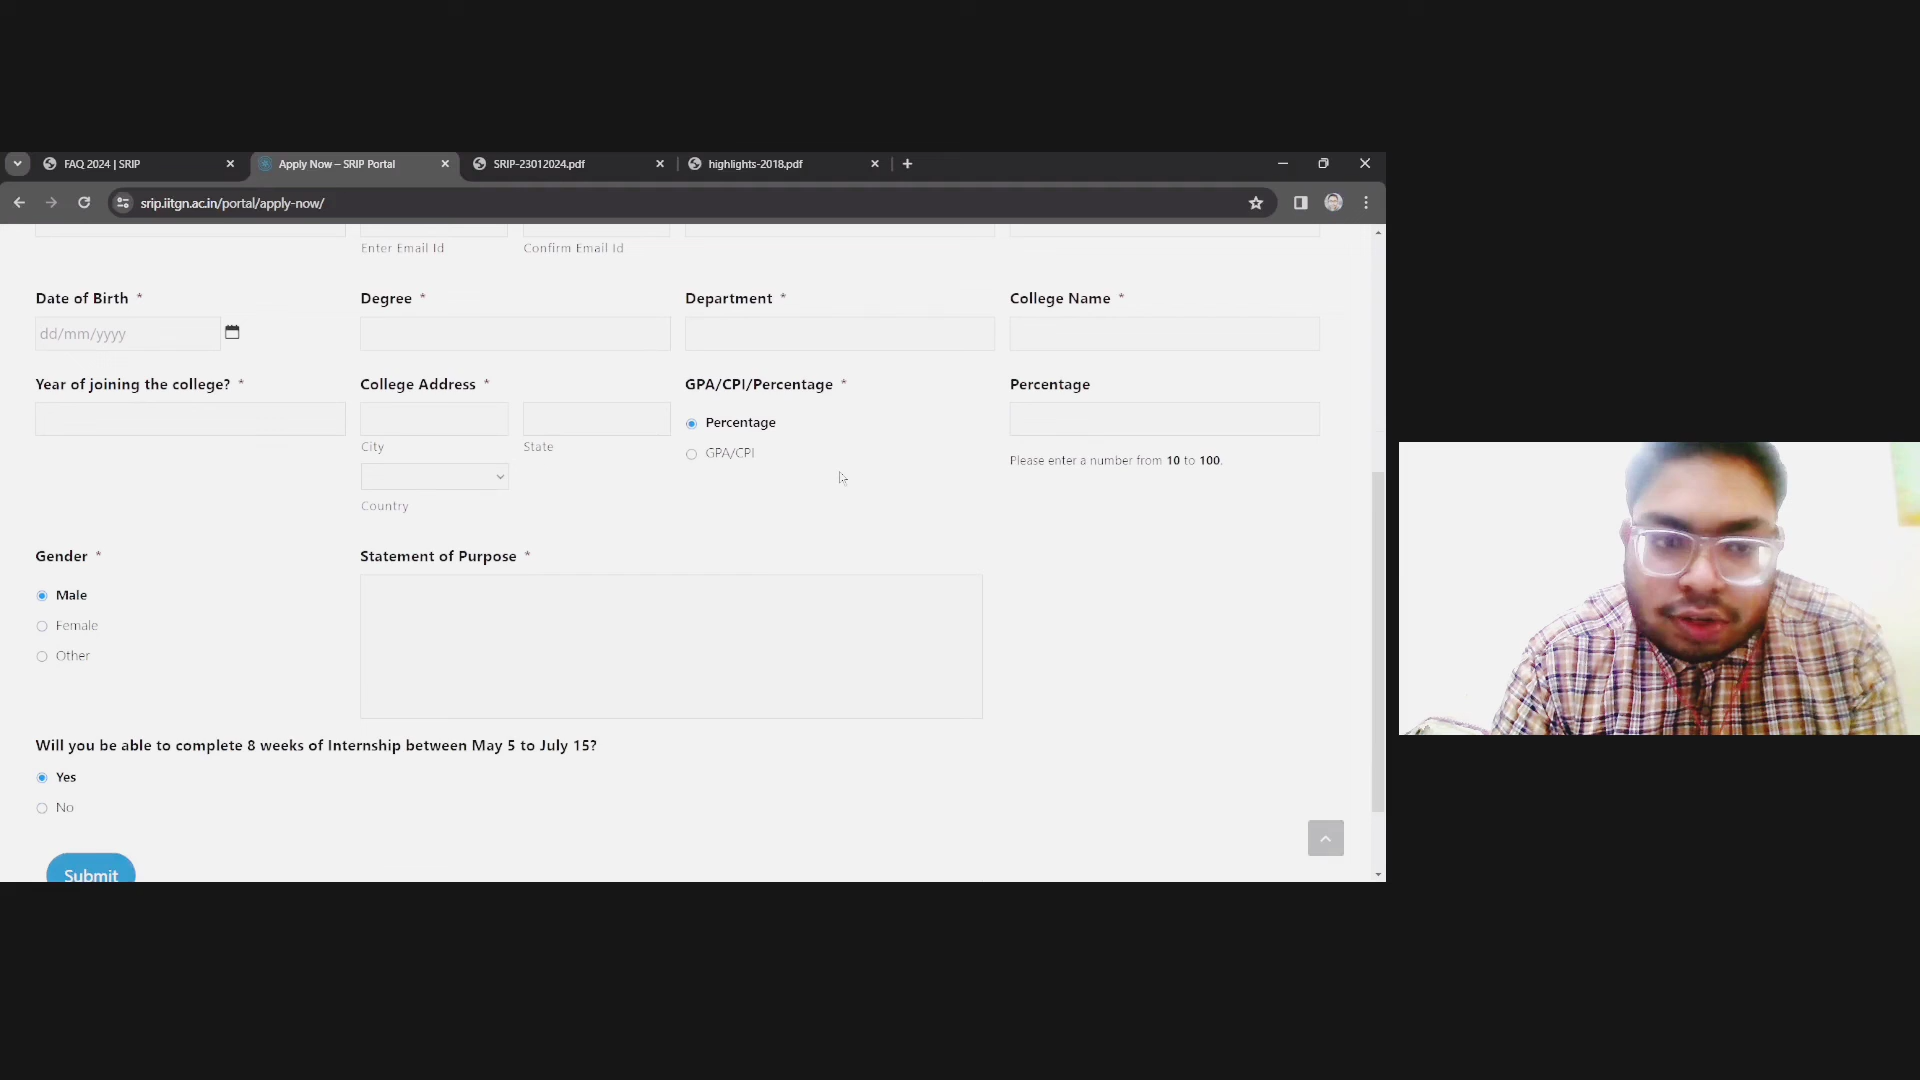 FAQ 2024 | SRIP
Apply Now – SRIP Portal
SRIP-23012024.pdf
highlights-2018.pdf
srip.iitgn.ac.in/portal/apply-now/
Enter Email Id
Confirm Email Id
Date of Birth *
Degree *
Department *
College Name *
dd/mm/yyyy
Year of joining the college? *
College Address *
GPA/CPI/Percentage *
Percentage
Percentage
City
State
GPA/CPI
Please enter a number from 10 to 100.
Country
Gender *
Statement of Purpose *
Male
Female
Other
Will you be able to complete 8 weeks of Internship between May 5 to July 15?
Yes
No
Submit